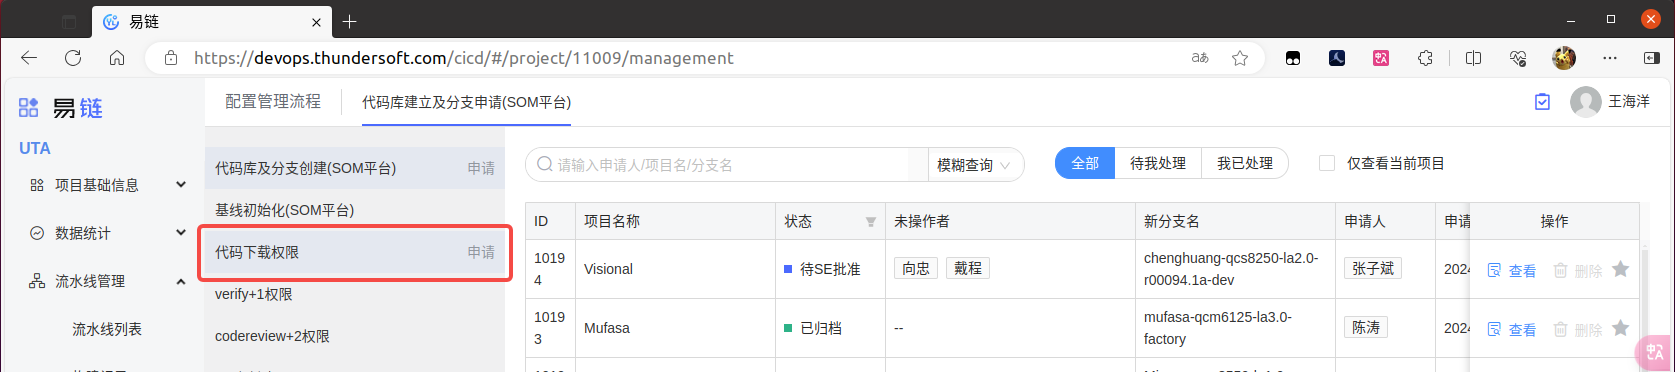 易链
https://devops.thundersoft.com/cicd/#/project/11009/management
aあ
易链
配置管理流程
代码库建立及分支申请(SOM平台)
王海洋
UTA
项目基础信息
数据统计
流水线管理
流水线列表
代码库及分支创建(SOM平台) 申请
基线初始化(SOM平台)
代码下载权限 申请
verify+1权限
codereview+2权限
请输入申请人/项目名/分支名
模糊查询
全部 待我处理 我已处理
仅查看当前项目
ID 项目名称 状态 未操作者 新分支名 申请人 申请 操作
10194 Visional 待SE批准 向忠 戴程 chenghuang-qcs8250-la2.0-r00094.1a-dev 张子斌 2024 查看 删除
10193 Mufasa 已归档 -- mufasa-qcm6125-la3.0-factory 陈涛 2024 查看 删除